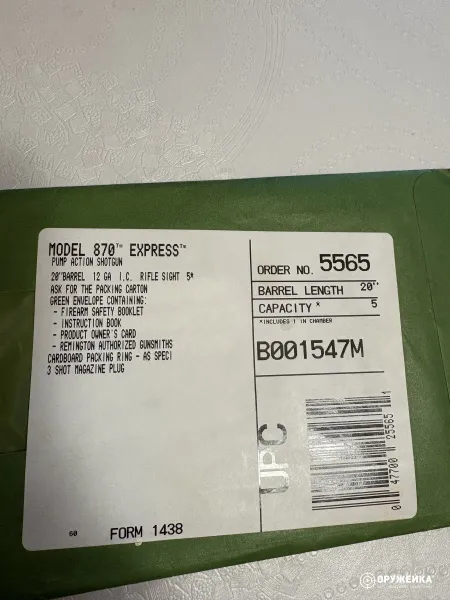 MODEL 870™ EXPRESS™
PUMP ACTION SHOTGUN
20"BARREL 12 GA I.C. RIFLE SIGHT 5*
ASK FOR THE PACKING CARTON
GREEN ENVELOPE CONTAINING:
- FIREARM SAFETY BOOKLET
- INSTRUCTION BOOK
- PRODUCT OWNER'S CARD
- REMINGTON AUTHORIZED GUNSMITHS
CARDBOARD PACKING RING - AS SPECI
3 SHOT MAGAZINE PLUG
60 FORM 1438
ORDER NO. 5565
BARREL LENGTH 20"
CAPACITY * 5
*INCLUDES 1 IN CHAMBER
B001547M
UPC
0 47700 25565 1
ОРУЖЕЙКА